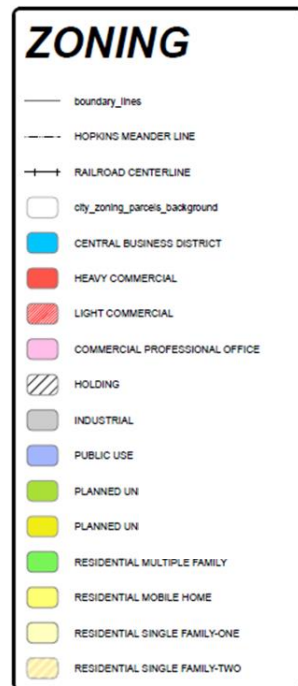 ZONING
boundary_lines
HOPKINS MEANDER LINE
RAILROAD CENTERLINE
city_zoning_parcels_background
CENTRAL BUSINESS DISTRICT
HEAVY COMMERCIAL
LIGHT COMMERCIAL
COMMERCIAL PROFESSIONAL OFFICE
HOLDING
INDUSTRIAL
PUBLIC USE
PLANNED UN
PLANNED UN
RESIDENTIAL MULTIPLE FAMILY
RESIDENTIAL MOBILE HOME
RESIDENTIAL SINGLE FAMILY-ONE
RESIDENTIAL SINGLE FAMILY-TWO